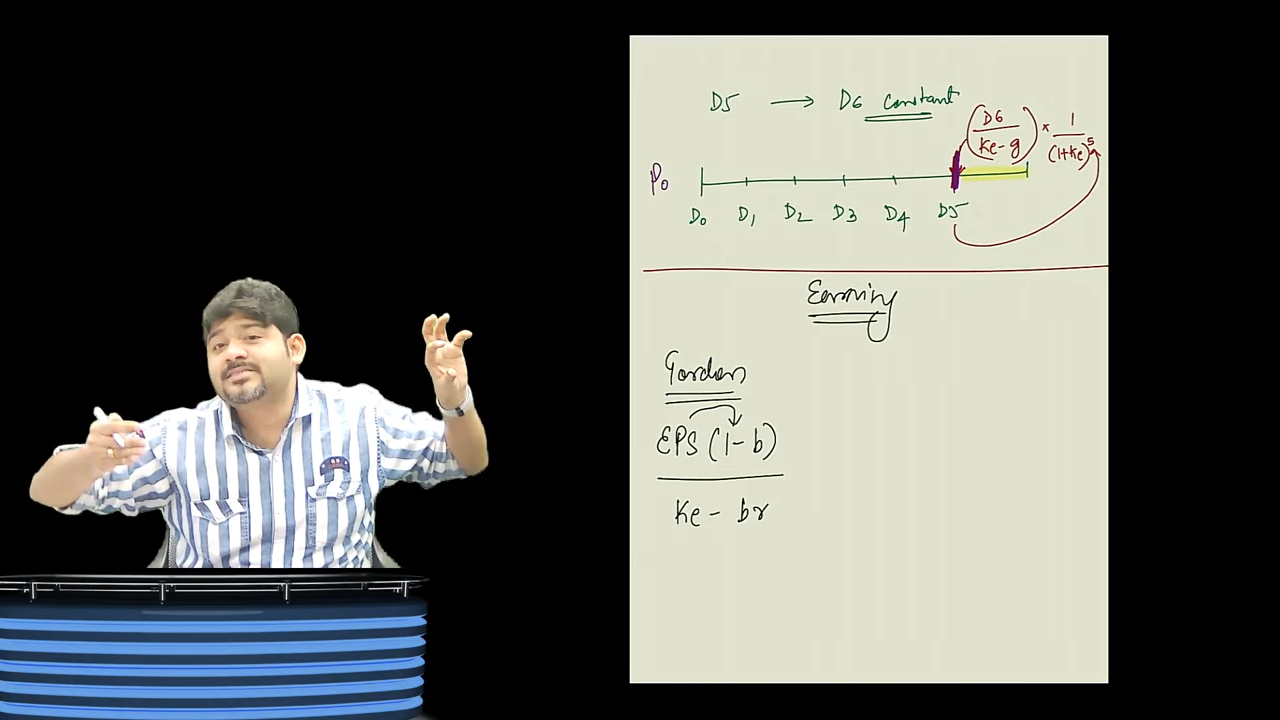 D5 → D6 constant
(D6 / Ke - g) × 1 / (1+Ke)^5
P₀
D₀ D₁ D₂ D₃ D₄ D5
Earning
Gordon
EPS (1 - b)
Ke - br